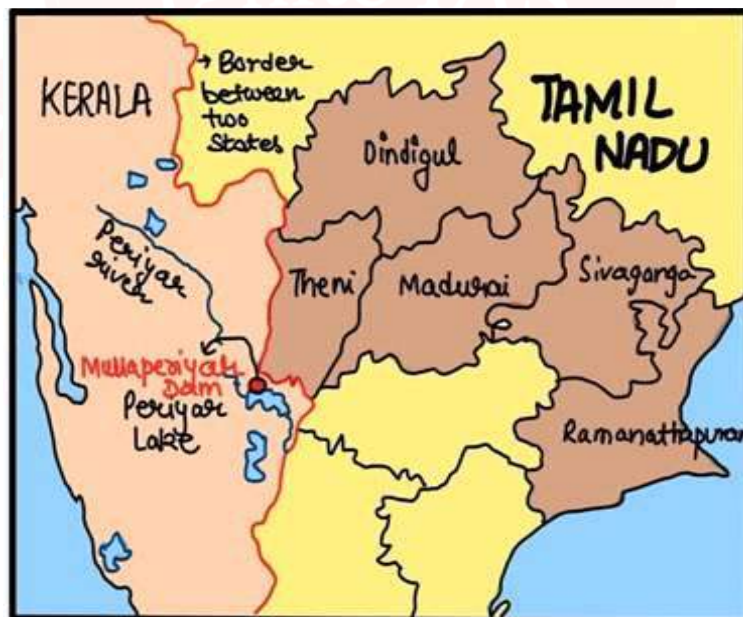 KERALA
→ Border
between
two
States
TAMIL
NADU
Dindigul
Periyar
river
Theni
Madurai
Sivaganga
Mullaperiyar
Dam
Periyar
Lake
Ramanathapuram